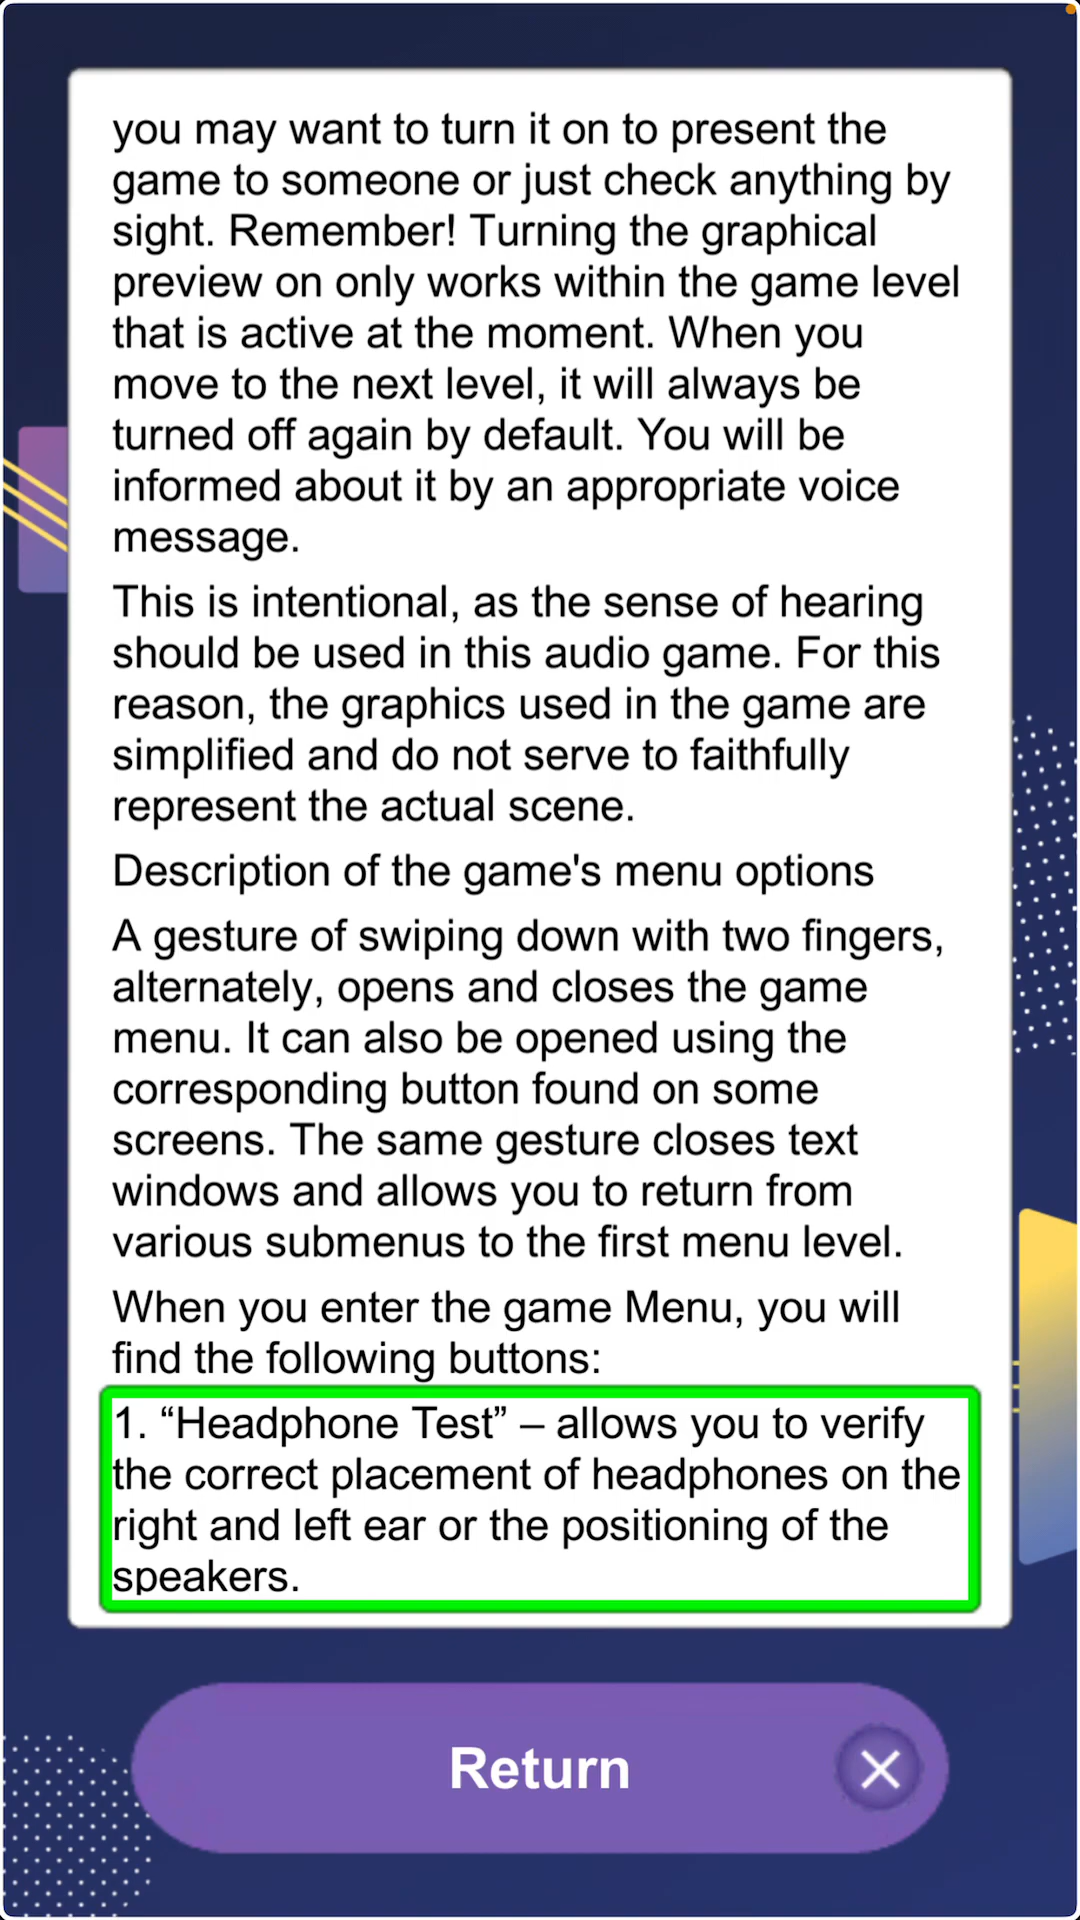 you may want to turn it on to present the
game to someone or just check anything by
sight. Remember! Turning the graphical
preview on only works within the game level
that is active at the moment. When you
move to the next level, it will always be
turned off again by default. You will be
informed about it by an appropriate voice
message.
This is intentional, as the sense of hearing
should be used in this audio game. For this
reason, the graphics used in the game are
simplified and do not serve to faithfully
represent the actual scene.
Description of the game's menu options
A gesture of swiping down with two fingers,
alternately, opens and closes the game
menu. It can also be opened using the
corresponding button found on some
screens. The same gesture closes text
windows and allows you to return from
various submenus to the first menu level.
When you enter the game Menu, you will
find the following buttons:
1. “Headphone Test” – allows you to verify
the correct placement of headphones on the
right and left ear or the positioning of the
speakers.
Return